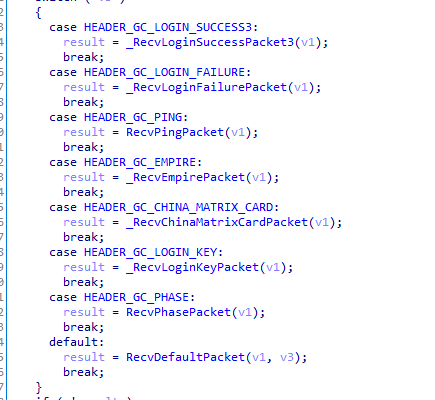 {
case HEADER_GC_LOGIN_SUCCESS3:
result = _RecvLoginSuccessPacket3(v1);
break;
case HEADER_GC_LOGIN_FAILURE:
result = _RecvLoginFailurePacket(v1);
break;
case HEADER_GC_PING:
result = RecvPingPacket(v1);
break;
case HEADER_GC_EMPIRE:
result = _RecvEmpirePacket(v1);
break;
case HEADER_GC_CHINA_MATRIX_CARD:
result = _RecvChinaMatrixCardPacket(v1);
break;
case HEADER_GC_LOGIN_KEY:
result = _RecvLoginKeyPacket(v1);
break;
case HEADER_GC_PHASE:
result = RecvPhasePacket(v1);
break;
default:
result = RecvDefaultPacket(v1, v3);
break;
}